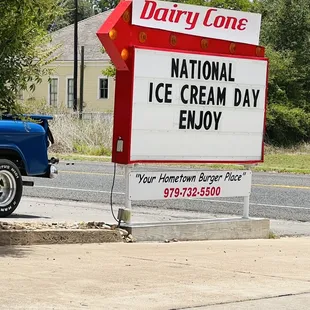 Dairy Cone
NATIONAL
ICE CREAM DAY
ENJOY
"Your Hometown Burger Place"
979-732-5500